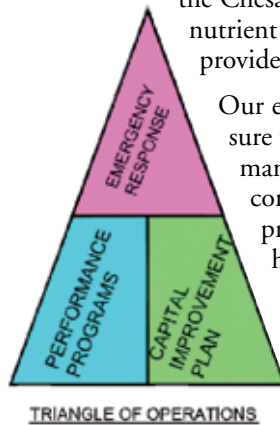 the Chesa
nutrient
provide
Our e
sure
man
con
pr
h
EMERGENCY
RESPONSE
PERFORMANCE
PROGRAMS
CAPITAL
IMPROVEMENT
PLAN
TRIANGLE OF OPERATIONS